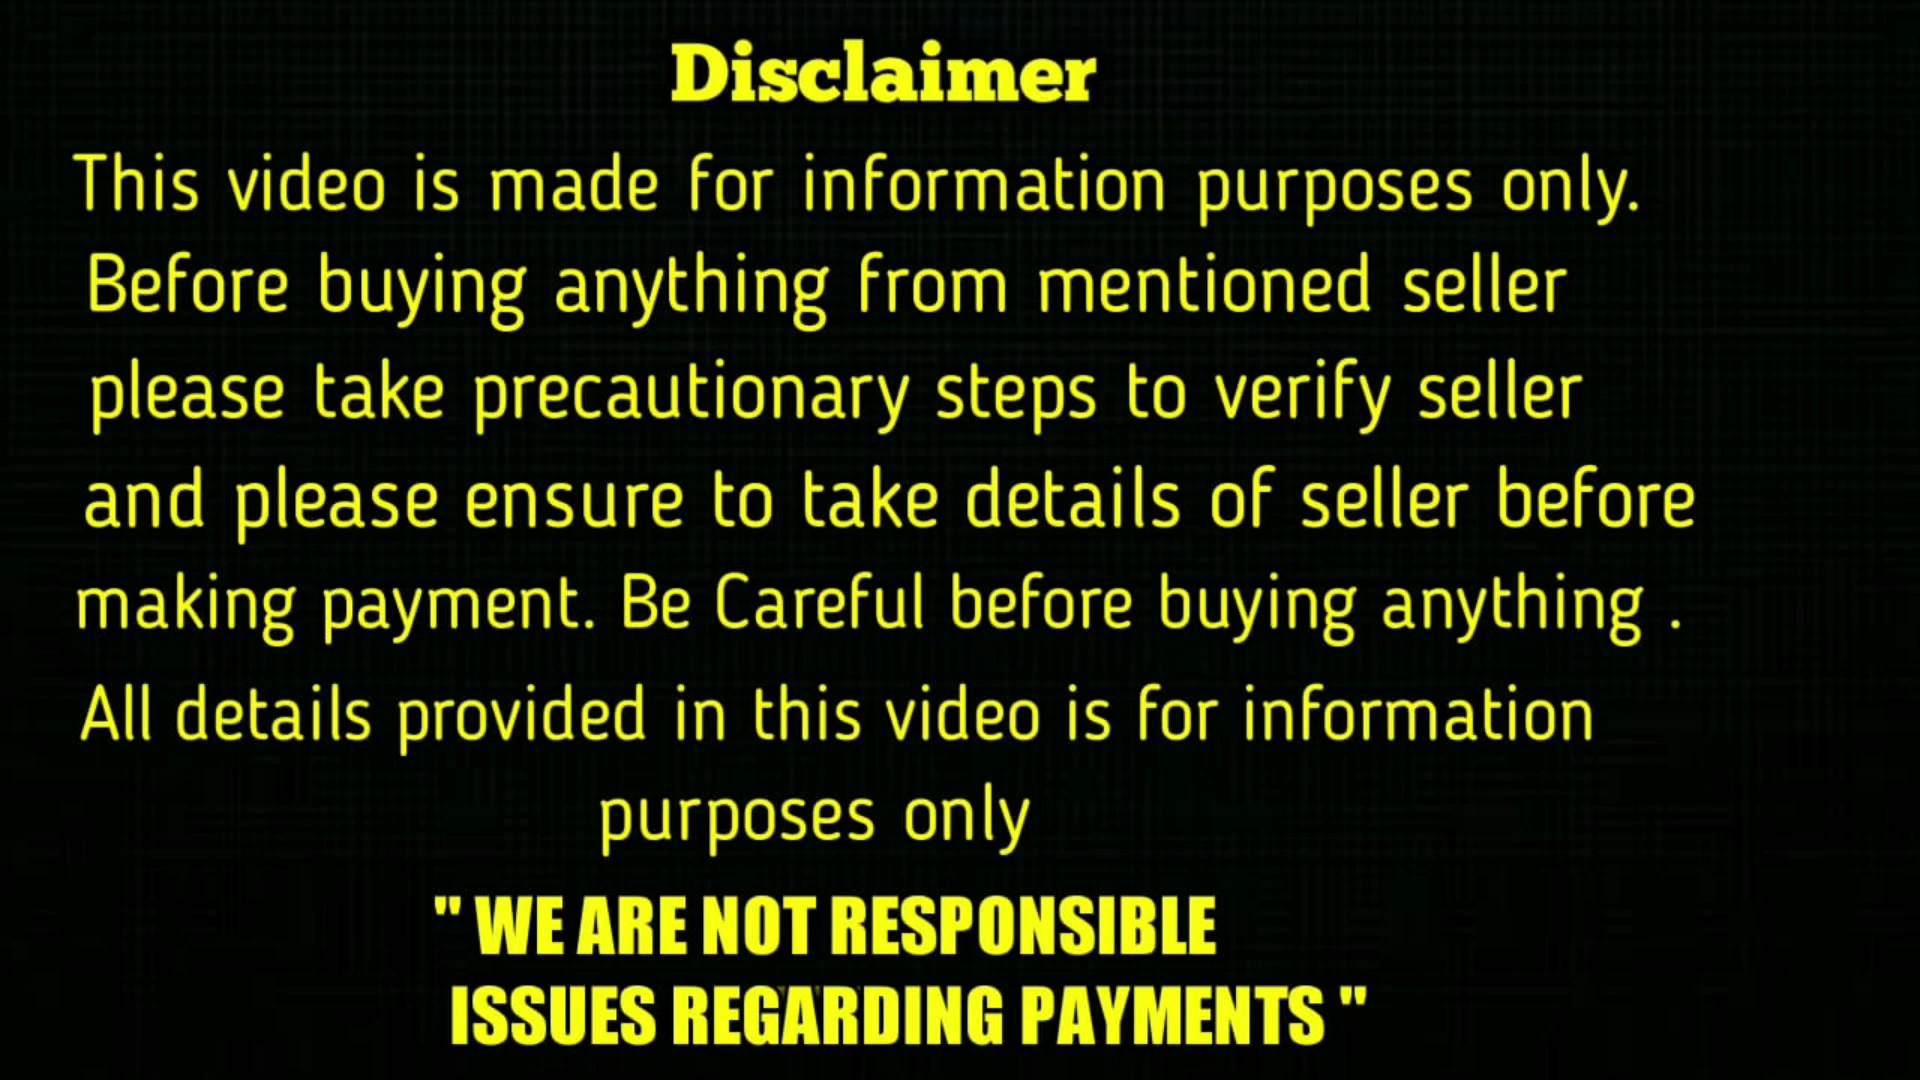 Disclaimer
This video is made for information purposes only.
Before buying anything from mentioned seller
please take precautionary steps to verify seller
and please ensure to take details of seller before
making payment. Be Careful before buying anything .
All details provided in this video is for information
purposes only
" WE ARE NOT RESPONSIBLE
ISSUES REGARDING PAYMENTS "